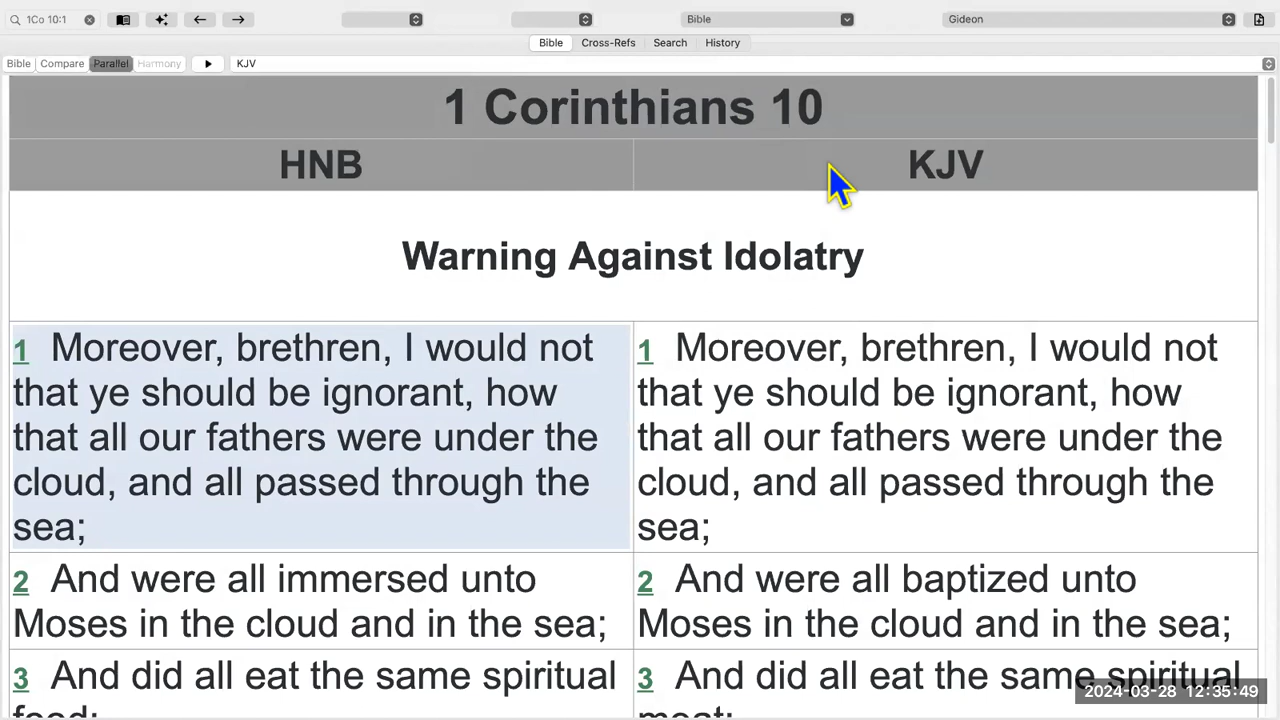 1Co 10:1
Bible
Gideon
Bible Cross-Refs Search History
Bible Compare Parallel Harmony KJV
1 Corinthians 10
HNB KJV
Warning Against Idolatry
1 Moreover, brethren, I would not
that ye should be ignorant, how
that all our fathers were under the
cloud, and all passed through the
sea;
1 Moreover, brethren, I would not
that ye should be ignorant, how
that all our fathers were under the
cloud, and all passed through the
sea;
2 And were all immersed unto
Moses in the cloud and in the sea;
2 And were all baptized unto
Moses in the cloud and in the sea;
3 And did all eat the same spiritual
food;
3 And did all eat the same spiritual
meat;
2024-03-28 12:35:49